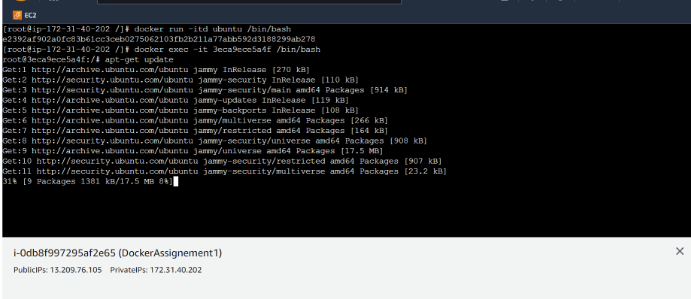 EC2
[root@ip-172-31-40-202 /]# docker run -itd ubuntu /bin/bash
e2392af902a0fc83b61cc3ceb0275062103fb2b211a77abb592d3188299ab278
[root@ip-172-31-40-202 /]# docker exec -it 3eca9ece5a4f /bin/bash
root@3eca9ece5a4f:/# apt-get update
Get:1 http://archive.ubuntu.com/ubuntu jammy InRelease [270 kB]
Get:2 http://security.ubuntu.com/ubuntu jammy-security InRelease [110 kB]
Get:3 http://security.ubuntu.com/ubuntu jammy-security/main amd64 Packages [914 kB]
Get:4 http://archive.ubuntu.com/ubuntu jammy-updates InRelease [119 kB]
Get:5 http://archive.ubuntu.com/ubuntu jammy-backports InRelease [108 kB]
Get:6 http://archive.ubuntu.com/ubuntu jammy/multiverse amd64 Packages [266 kB]
Get:7 http://archive.ubuntu.com/ubuntu jammy/restricted amd64 Packages [164 kB]
Get:8 http://security.ubuntu.com/ubuntu jammy-security/universe amd64 Packages [908 kB]
Get:9 http://archive.ubuntu.com/ubuntu jammy/universe amd64 Packages [17.5 MB]
Get:10 http://security.ubuntu.com/ubuntu jammy-security/restricted amd64 Packages [907 kB]
Get:11 http://security.ubuntu.com/ubuntu jammy-security/multiverse amd64 Packages [23.2 kB]
31% [9 Packages 1381 kB/17.5 MB 8%]
i-0db8f997295af2e65 (DockerAssignement1)
PublicIPs: 13.209.76.105 PrivateIPs: 172.31.40.202